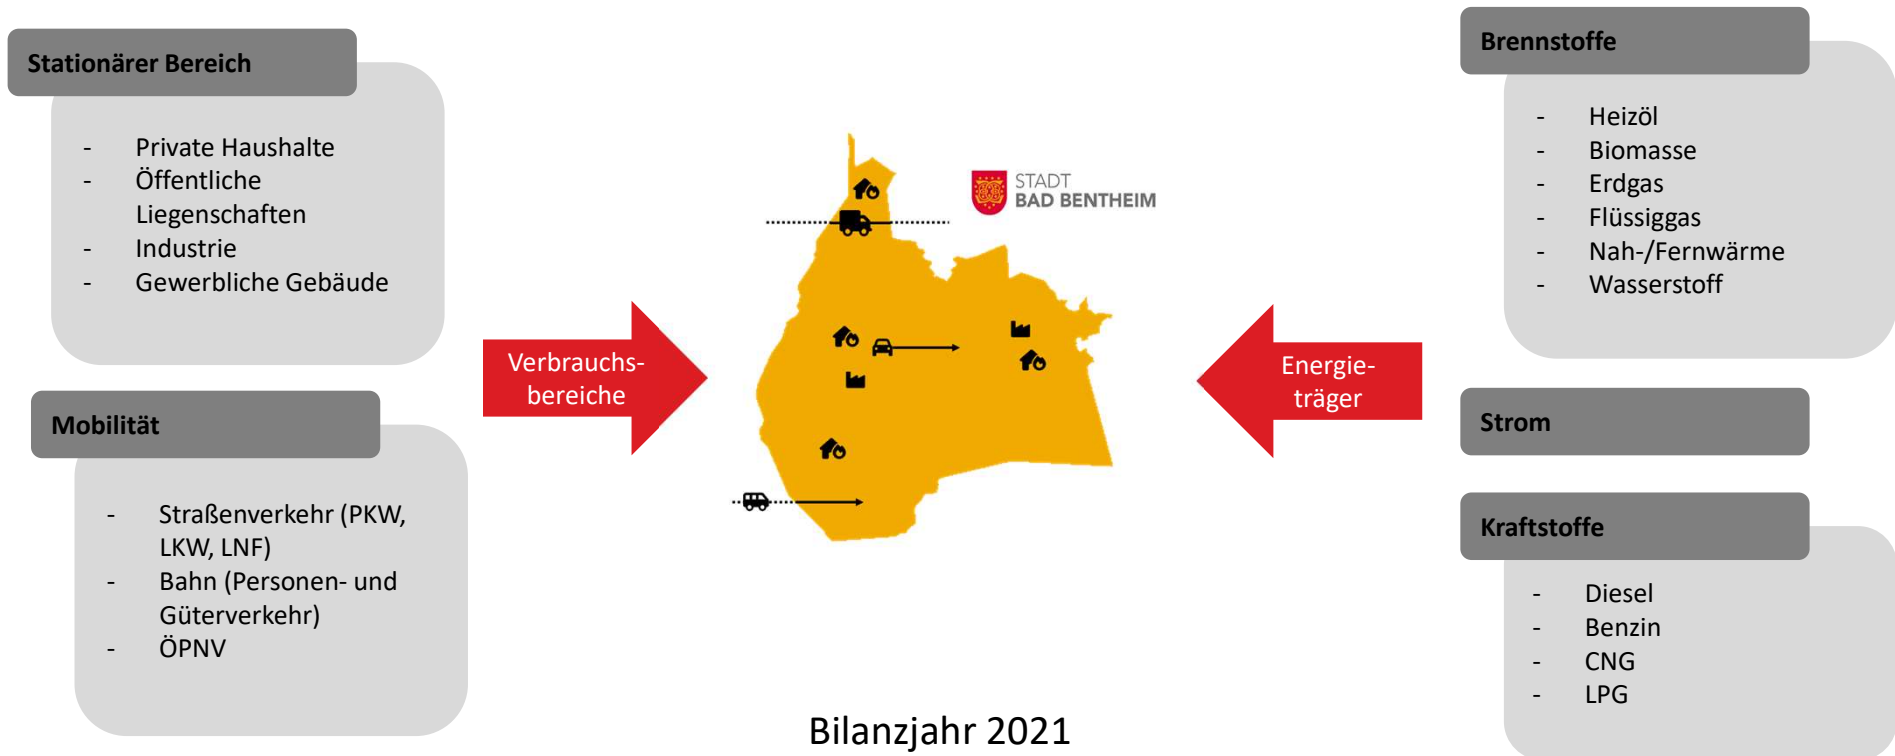 Stationärer Bereich
- Private Haushalte
- Öffentliche
Liegenschaften
- Industrie
- Gewerbliche Gebäude
Mobilität
- Straßenverkehr (PKW,
LKW, LNF)
- Bahn (Personen- und
Güterverkehr)
- ÖPNV
Verbrauchs-
bereiche
STADT
BAD BENTHEIM
Bilanzjahr 2021
Energie-
träger
Brennstoffe
- Heizöl
- Biomasse
- Erdgas
- Flüssiggas
- Nah-/Fernwärme
- Wasserstoff
Strom
Kraftstoffe
- Diesel
- Benzin
- CNG
- LPG